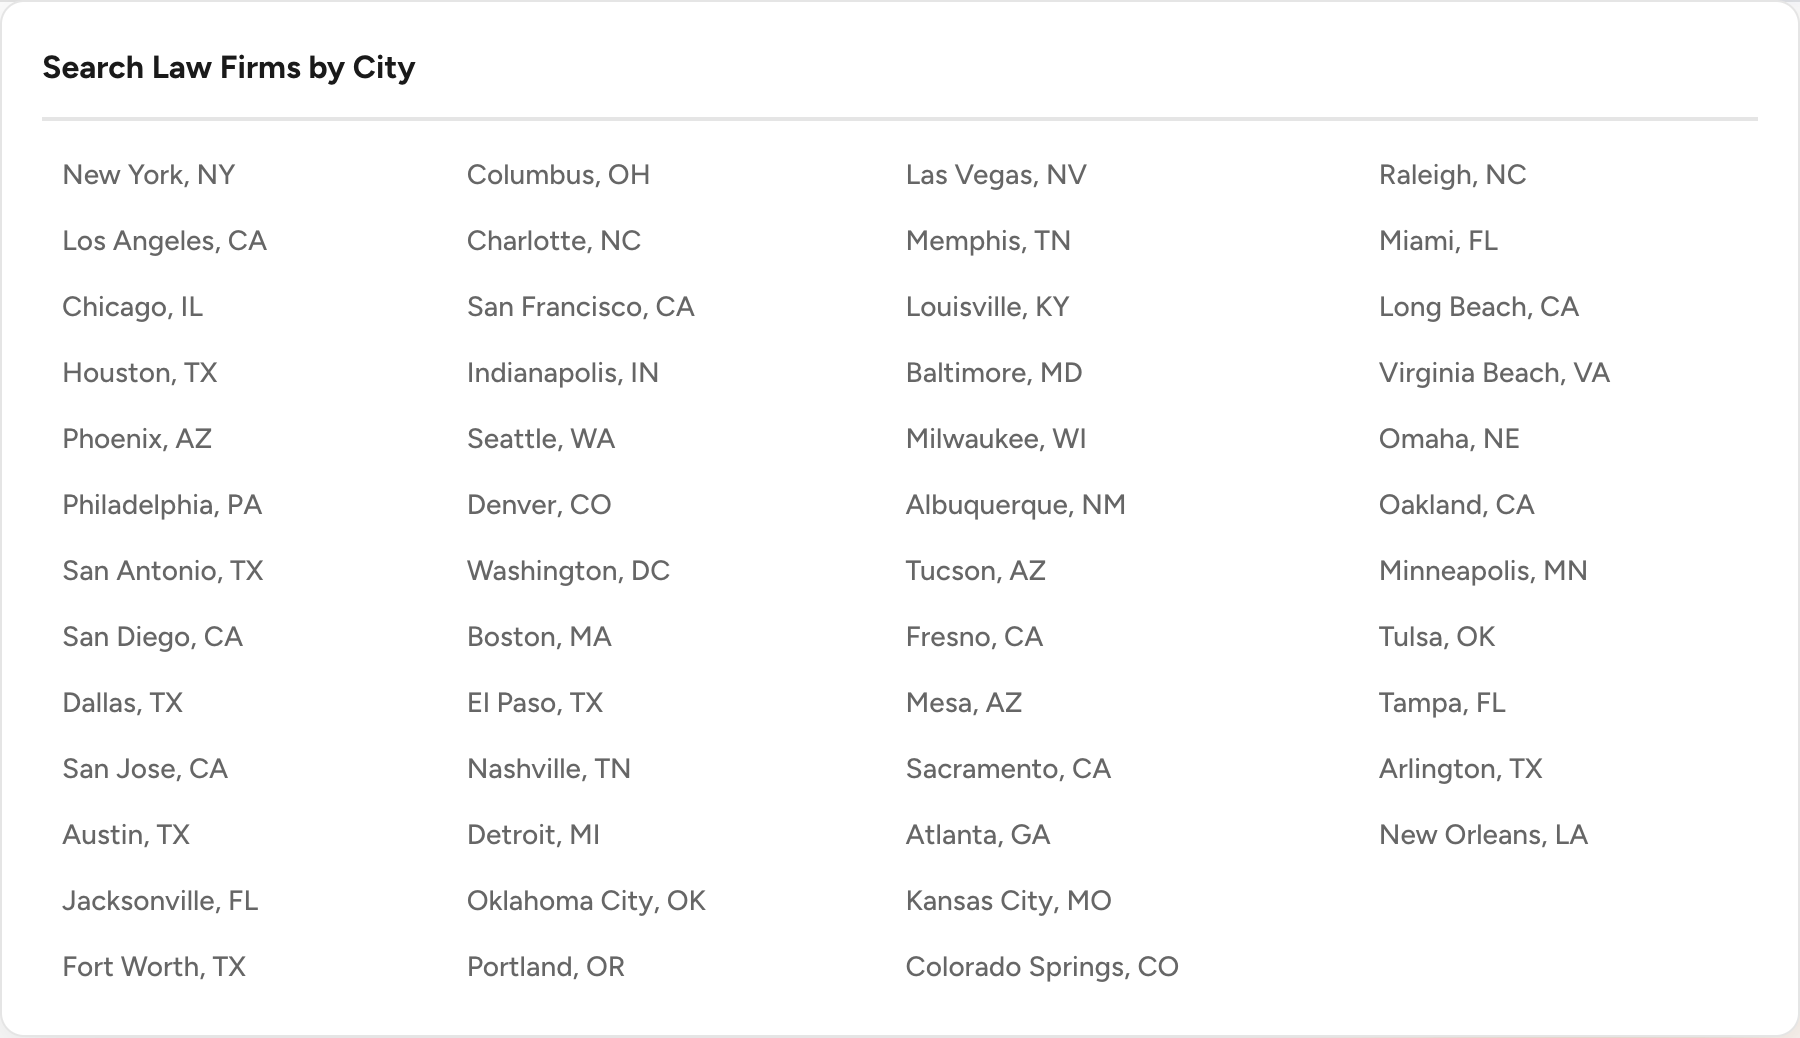 Search Law Firms by City
New York, NY
Los Angeles, CA
Chicago, IL
Houston, TX
Phoenix, AZ
Philadelphia, PA
San Antonio, TX
San Diego, CA
Dallas, TX
San Jose, CA
Austin, TX
Jacksonville, FL
Fort Worth, TX
Columbus, OH
Charlotte, NC
San Francisco, CA
Indianapolis, IN
Seattle, WA
Denver, CO
Washington, DC
Boston, MA
El Paso, TX
Nashville, TN
Detroit, MI
Oklahoma City, OK
Portland, OR
Las Vegas, NV
Memphis, TN
Louisville, KY
Baltimore, MD
Milwaukee, WI
Albuquerque, NM
Tucson, AZ
Fresno, CA
Mesa, AZ
Sacramento, CA
Atlanta, GA
Kansas City, MO
Colorado Springs, CO
Raleigh, NC
Miami, FL
Long Beach, CA
Virginia Beach, VA
Omaha, NE
Oakland, CA
Minneapolis, MN
Tulsa, OK
Tampa, FL
Arlington, TX
New Orleans, LA